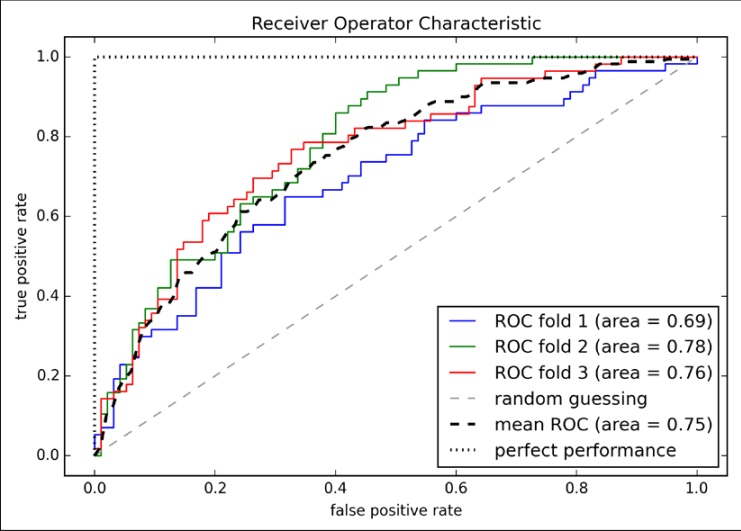 Receiver Operator Characteristic
true positive rate
1.0
0.8
0.6
0.4
0.2
0.0
ROC fold 1 (area = 0.69)
ROC fold 2 (area = 0.78)
ROC fold 3 (area = 0.76)
random guessing
mean ROC (area = 0.75)
perfect performance
0.0 0.2 0.4 0.6 0.8 1.0
false positive rate